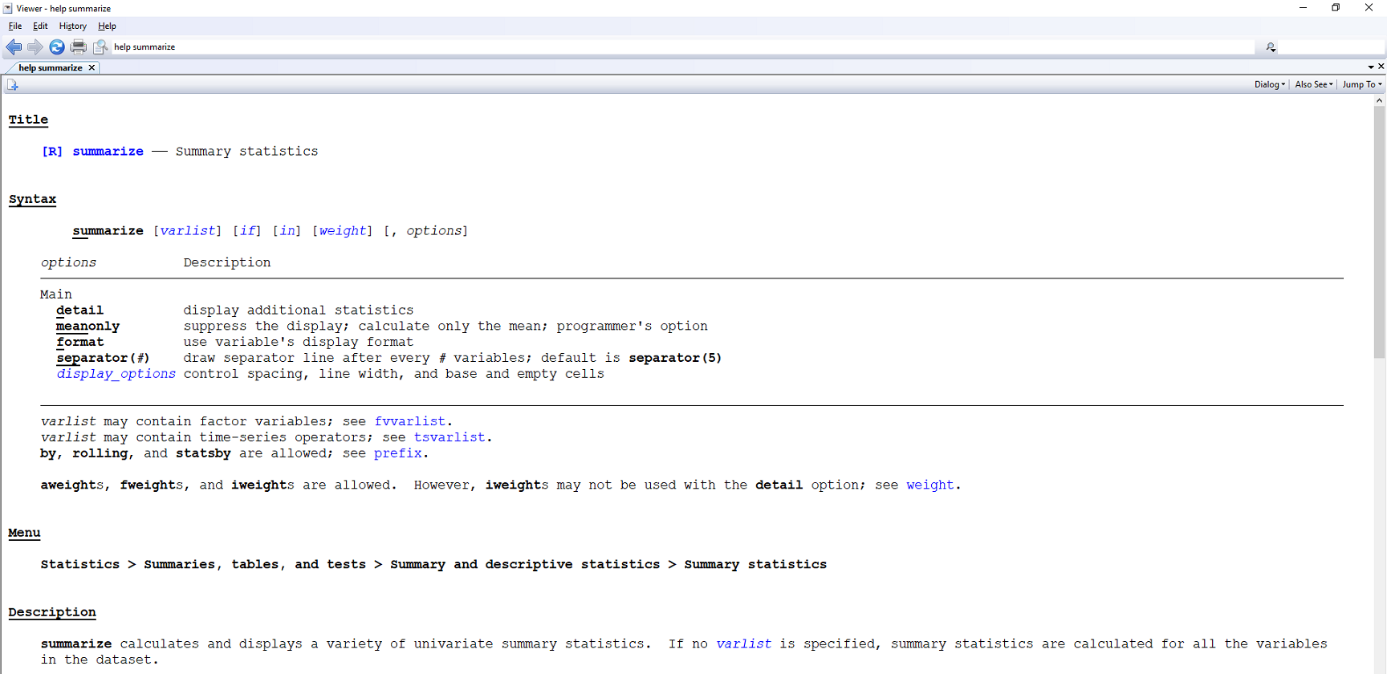 Viewer - help summarize
File Edit History Help
help summarize
help summarize
Dialog Also See Jump To
Title
[R] summarize — Summary statistics
Syntax
summarize [varlist] [if] [in] [weight] [, options]
options Description
Main
detail display additional statistics
meanonly suppress the display; calculate only the mean; programmer's option
format use variable's display format
separator(#) draw separator line after every # variables; default is separator(5)
display_options control spacing, line width, and base and empty cells
varlist may contain factor variables; see fvvarlist.
varlist may contain time-series operators; see tsvarlist.
by, rolling, and statsby are allowed; see prefix.
aweights, fweights, and iweights are allowed. However, iweights may not be used with the detail option; see weight.
Menu
Statistics > Summaries, tables, and tests > Summary and descriptive statistics > Summary statistics
Description
summarize calculates and displays a variety of univariate summary statistics. If no varlist is specified, summary statistics are calculated for all the variables
in the dataset.